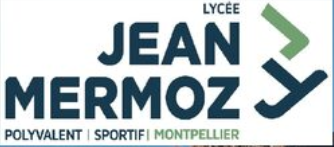 LYCÉE
JEAN
MERMOZ
POLYVALENT | SPORTIF | MONTPELLIER